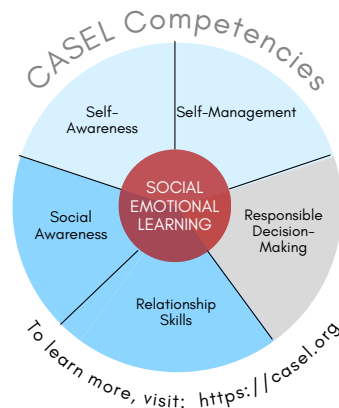 CASEL Competencies
Self-
Awareness
Self-Management
SOCIAL
EMOTIONAL
LEARNING
Social
Awareness
Responsible
Decision-
Making
Relationship
Skills
To learn more, visit: https://casel.org